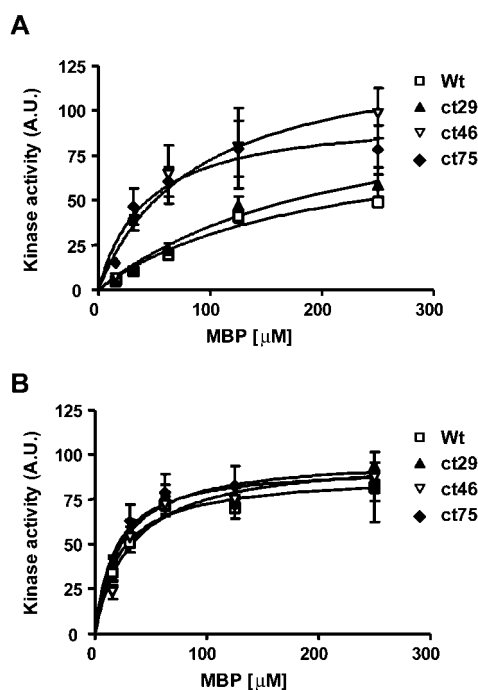 A
Kinase activity (A.U.)
125
100
75
50
25
0
0 100 200 300
MBP [µM]
Wt
ct29
ct46
ct75
B
Kinase activity (A.U.)
125
100
75
50
25
0
0 100 200 300
MBP [µM]
Wt
ct29
ct46
ct75